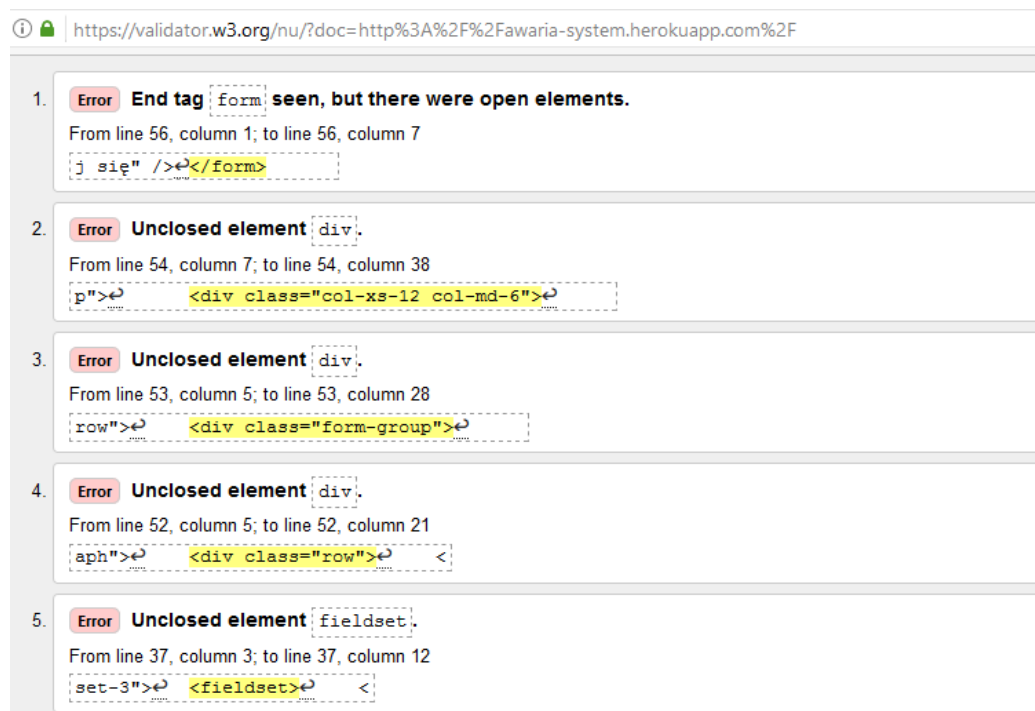 https://validator.w3.org/nu/?doc=http%3A%2F%2Fawaria-system.herokuapp.com%2F
1. Error End tag form seen, but there were open elements.
From line 56, column 1; to line 56, column 7
j się" />↩</form>
2. Error Unclosed element div.
From line 54, column 7; to line 54, column 38
p">↩ <div class="col-xs-12 col-md-6">↩
3. Error Unclosed element div.
From line 53, column 5; to line 53, column 28
row">↩ <div class="form-group">↩
4. Error Unclosed element div.
From line 52, column 5; to line 52, column 21
aph">↩ <div class="row">↩ <
5. Error Unclosed element fieldset.
From line 37, column 3; to line 37, column 12
set-3">↩ <fieldset>↩ <